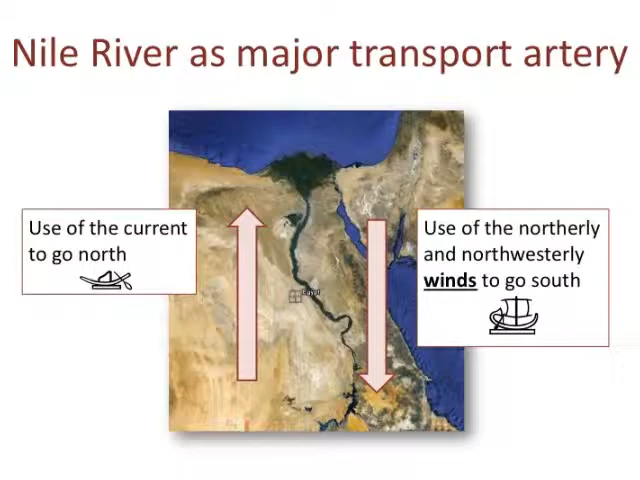 Nile River as major transport artery
Use of the current
to go north
Use of the northerly
and northwesterly
winds to go south
Egypt